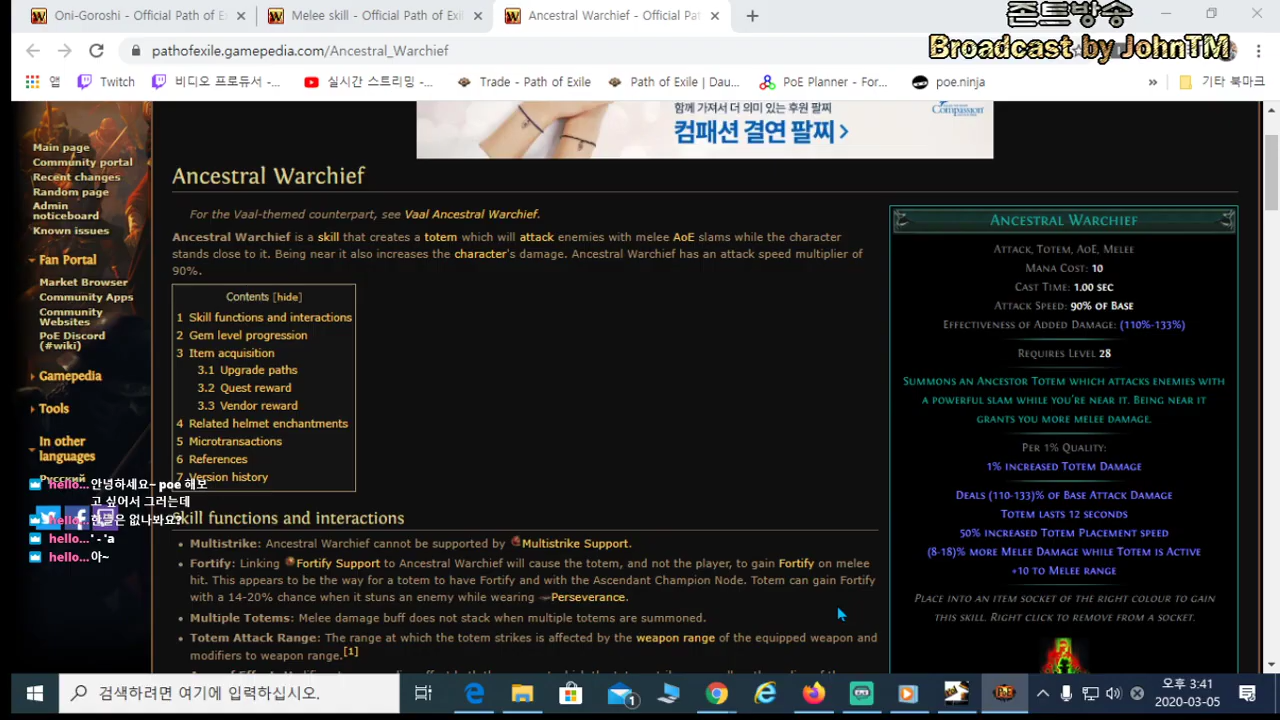 Oni-Goroshi - Official Path of E
Melee skill - Official Path of Exil
Ancestral Warchief - Official Pat
존트방송
Broadcast by JohnTM
pathofexile.gamepedia.com/Ancestral_Warchief
앱
Twitch
비디오 프로듀서 -...
실시간 스트리밍 -...
Trade - Path of Exile
Path of Exile | Dau...
PoE Planner - For...
poe.ninja
»
기타 북마크
함께 가져서 더 의미 있는 후원 팔찌
컴패션 결연 팔찌 >
Compassion
Main page
Community portal
Recent changes
Random page
Admin
noticeboard
Known issues
Fan Portal
Market Browser
Community Apps
Community
Websites
PoE Discord
(#wiki)
Gamepedia
Tools
In other
languages
Русский
hello... 안녕하세요~ poe 해보
고 싶어서 그러는데
hello... 한글은 없나봐요?
hello... ' - 'a
hello... 아~
Ancestral Warchief
For the Vaal-themed counterpart, see Vaal Ancestral Warchief.
Ancestral Warchief is a skill that creates a totem which will attack enemies with melee AoE slams while the character
stands close to it. Being near it also increases the character's damage. Ancestral Warchief has an attack speed multiplier of
90%.
Contents [hide]
1 Skill functions and interactions
2 Gem level progression
3 Item acquisition
3.1 Upgrade paths
3.2 Quest reward
3.3 Vendor reward
4 Related helmet enchantments
5 Microtransactions
6 References
7 Version history
Skill functions and interactions
• Multistrike: Ancestral Warchief cannot be supported by Multistrike Support.
• Fortify: Linking Fortify Support to Ancestral Warchief will cause the totem, and not the player, to gain Fortify on melee
hit. This appears to be the way for a totem to have Fortify and with the Ascendant Champion Node. Totem can gain Fortify
with a 14-20% chance when it stuns an enemy while wearing Perseverance.
• Multiple Totems: Melee damage buff does not stack when multiple totems are summoned.
• Totem Attack Range: The range at which the totem strikes is affected by the weapon range of the equipped weapon and
modifiers to weapon range.[1]
Ancestral Warchief
Attack, Totem, AoE, Melee
Mana Cost: 10
Cast Time: 1.00 sec
Attack Speed: 90% of Base
Effectiveness of Added Damage: (110%-133%)
Requires Level 28
Summons an Ancestor Totem which attacks enemies with
a powerful slam while you're near it. Being near it
grants you more melee damage.
Per 1% Quality:
1% increased Totem Damage
Deals (110-133)% of Base Attack Damage
Totem lasts 12 seconds
50% increased Totem Placement speed
(8-18)% more Melee Damage while Totem is Active
+10 to Melee range
Place into an item socket of the right colour to gain
this skill. Right click to remove from a socket.
검색하려면 여기에 입력하십시오.
1
오후 3:41
2020-03-05